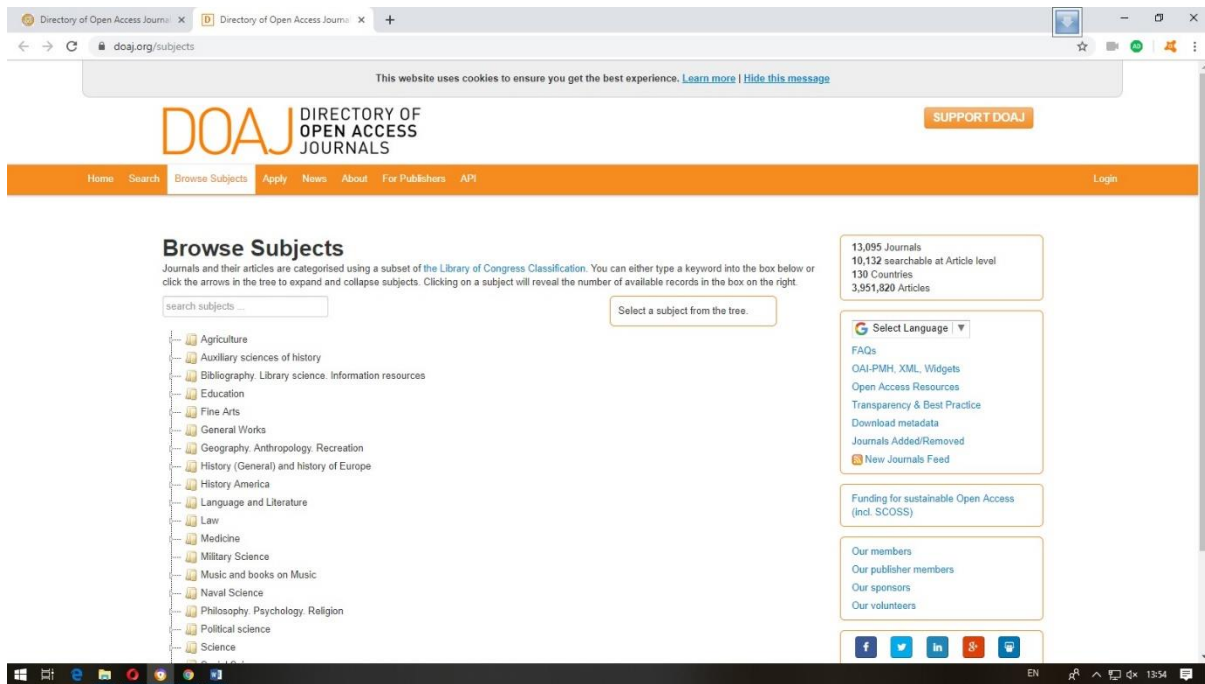 Directory of Open Access Journa
Directory of Open Access Journa
doaj.org/subjects
This website uses cookies to ensure you get the best experience. Learn more | Hide this message
DOAJ
DIRECTORY OF
OPEN ACCESS
JOURNALS
SUPPORT DOAJ
Home Search Browse Subjects Apply News About For Publishers API Login
Browse Subjects
Journals and their articles are categorised using a subset of the Library of Congress Classification. You can either type a keyword into the box below or
click the arrows in the tree to expand and collapse subjects. Clicking on a subject will reveal the number of available records in the box on the right.
search subjects ...
Select a subject from the tree.
Agriculture
Auxiliary sciences of history
Bibliography. Library science. Information resources
Education
Fine Arts
General Works
Geography. Anthropology. Recreation
History (General) and history of Europe
History America
Language and Literature
Law
Medicine
Military Science
Music and books on Music
Naval Science
Philosophy. Psychology. Religion
Political science
Science
13,095 Journals
10,132 searchable at Article level
130 Countries
3,951,820 Articles
Select Language
FAQs
OAI-PMH, XML, Widgets
Open Access Resources
Transparency & Best Practice
Download metadata
Journals Added/Removed
New Journals Feed
Funding for sustainable Open Access
(incl. SCOSS)
Our members
Our publisher members
Our sponsors
Our volunteers
EN 13:54